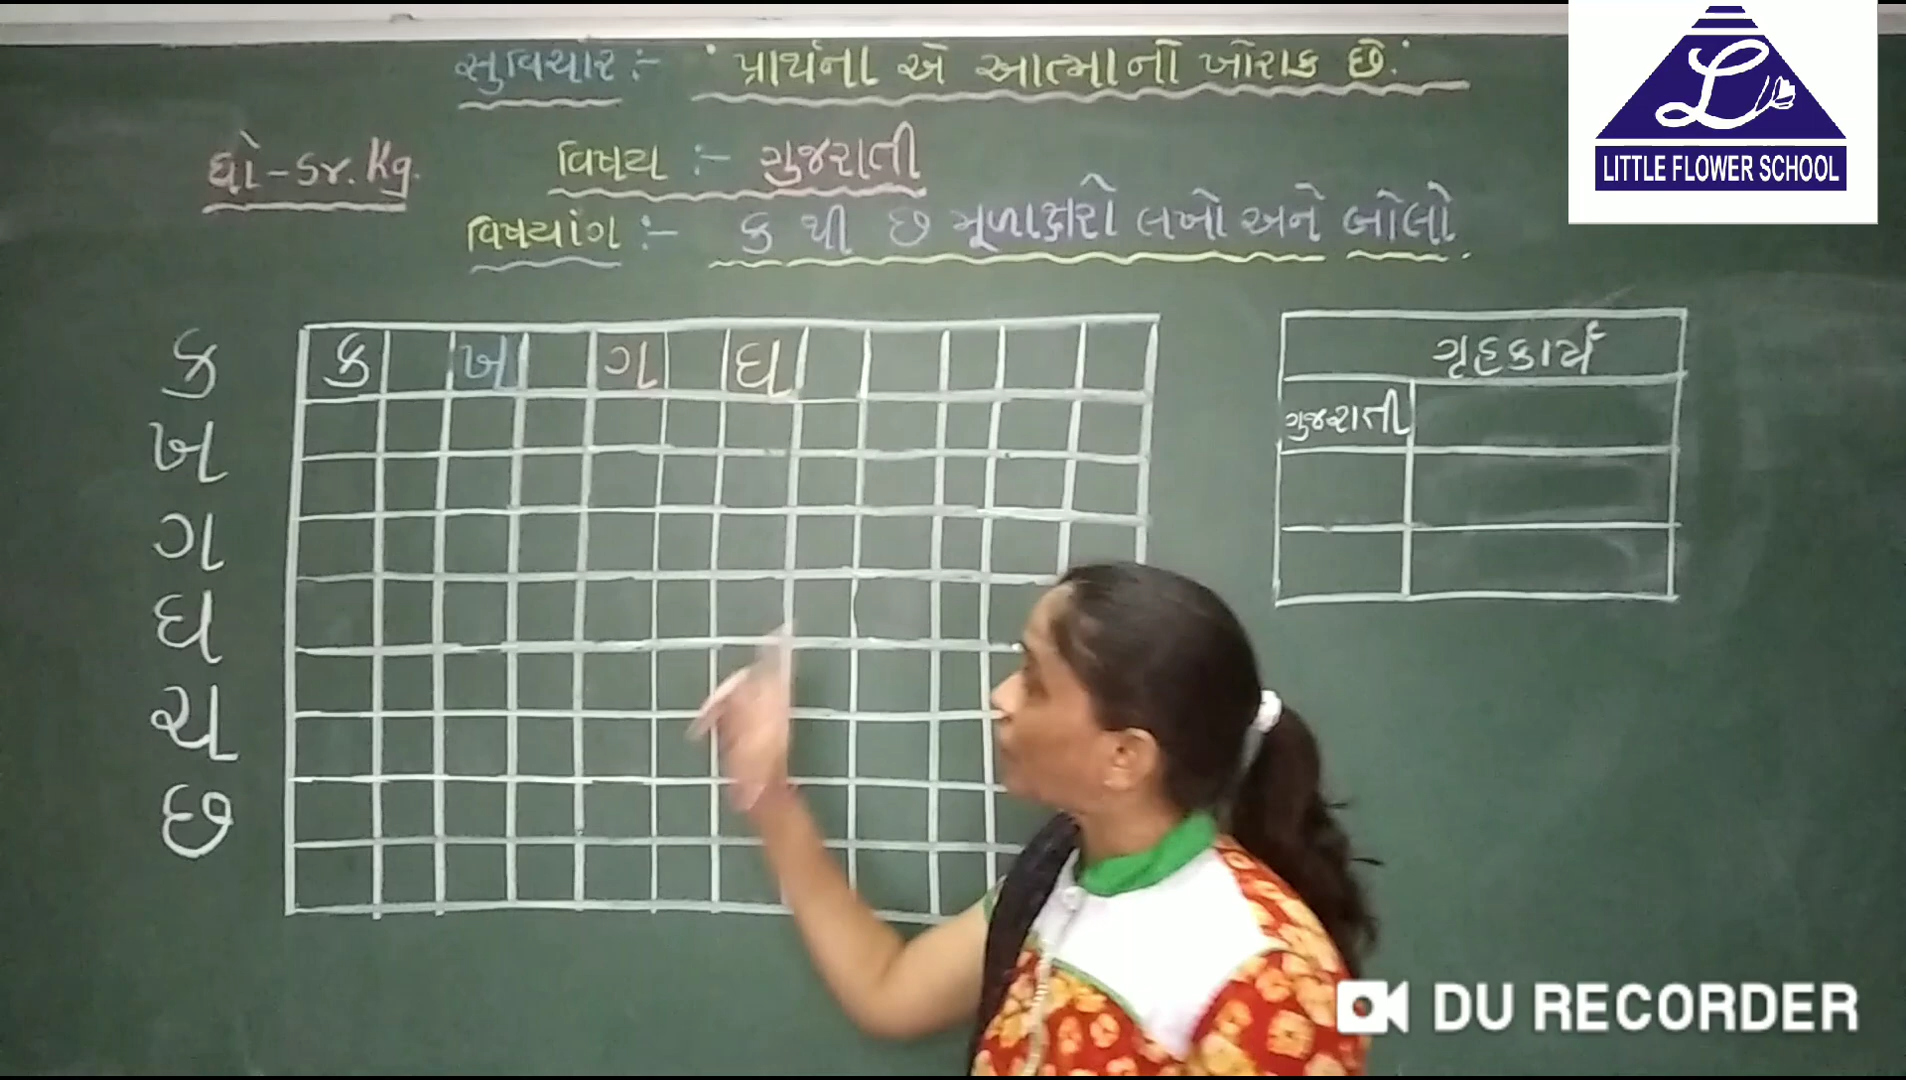 સુવિચાર :- ' પ્રાર્થના એ આત્માનો ખોરાક છે.'
ધો - Sr. Kg.
વિષય :- ગુજરાતી
વિષયાંગ :- ક થી છ મૂળાક્ષરો લખો અને બોલો.
LITTLE FLOWER SCHOOL
ક
ખ
ગ
ઘ
ચ
છ
ક ખ ગ ઘ
ગૃહકાર્ય
ગુજરાતી
DU RECORDER